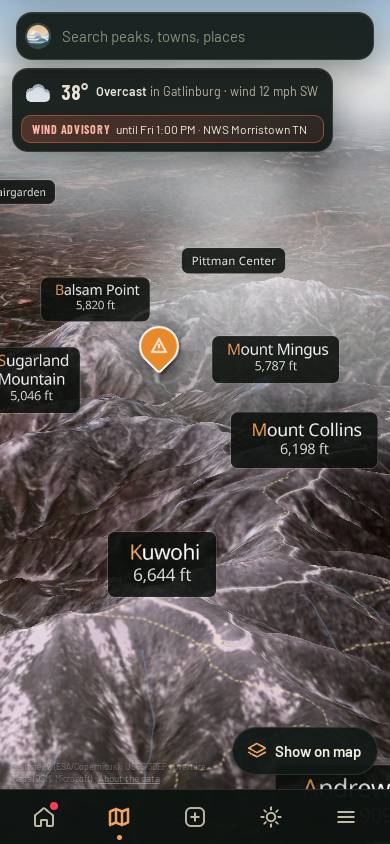 Search peaks, towns, places
38° Overcast in Gatlinburg · wind 12 mph SW
WIND ADVISORY until Fri 1:00 PM · NWS Morristown TN
airgarden
Pittman Center
Balsam Point
5,820 ft
Mount Mingus
5,787 ft
Sugarland
Mountain
5,046 ft
Mount Collins
6,198 ft
Kuwohi
6,644 ft
Show on map
About the data
Andrew